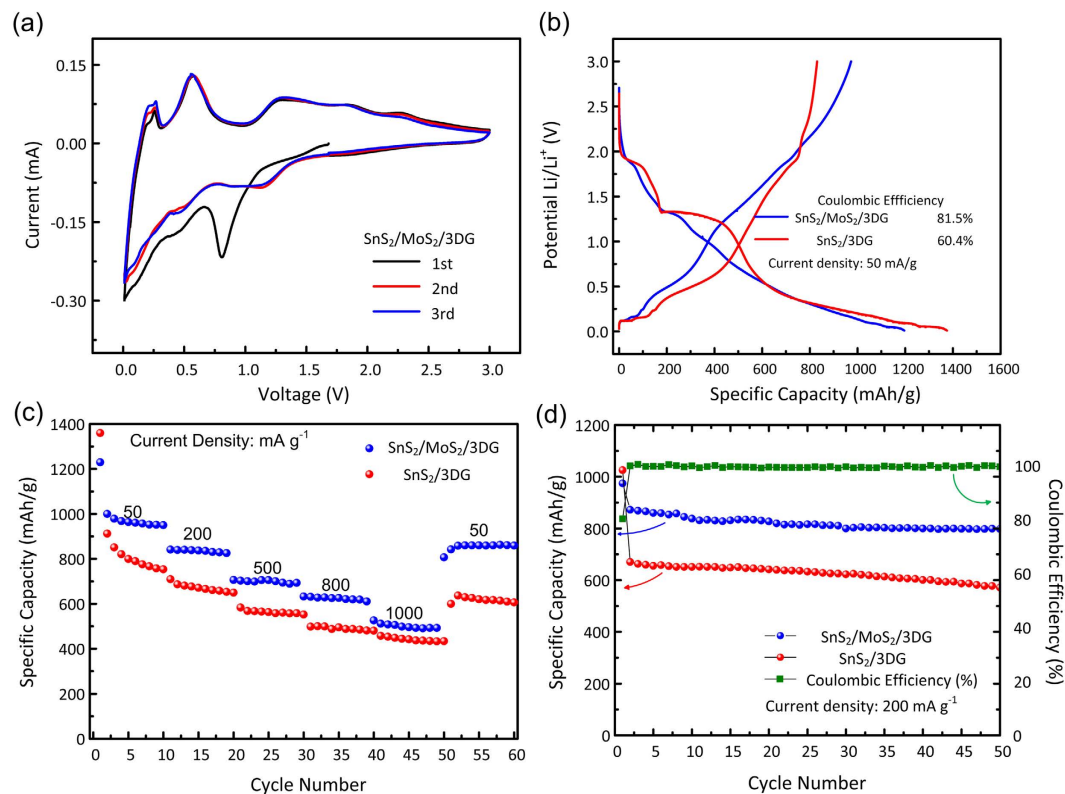 (a)
0.15
0.00
-0.15
-0.30
Current (mA)
SnS₂/MoS₂/3DG
1st
2nd
3rd
0.0 0.5 1.0 1.5 2.0 2.5 3.0
Voltage (V)
(b)
3.0
2.5
2.0
1.5
1.0
0.5
0.0
Potential Li/Li⁺ (V)
Coulombic Effficiency
SnS₂/MoS₂/3DG 81.5%
SnS₂/3DG 60.4%
Current density: 50 mA/g
0 200 400 600 800 1000 1200 1400 1600
Specific Capacity (mAh/g)
(c)
1400
1200
1000
800
600
400
200
0
Specific Capacity (mAh/g)
Current Density: mA g⁻¹
SnS₂/MoS₂/3DG
SnS₂/3DG
50
200
500
800
1000
50
0 5 10 15 20 25 30 35 40 45 50 55 60
Cycle Number
(d)
1200
1000
800
600
400
200
0
Specific Capacity (mAh/g)
SnS₂/MoS₂/3DG
SnS₂/3DG
Coulombic Efficiency (%)
Current density: 200 mA g⁻¹
0 5 10 15 20 25 30 35 40 45 50
Cycle Number
100
80
60
40
20
0
Coulombic Efficiency (%)